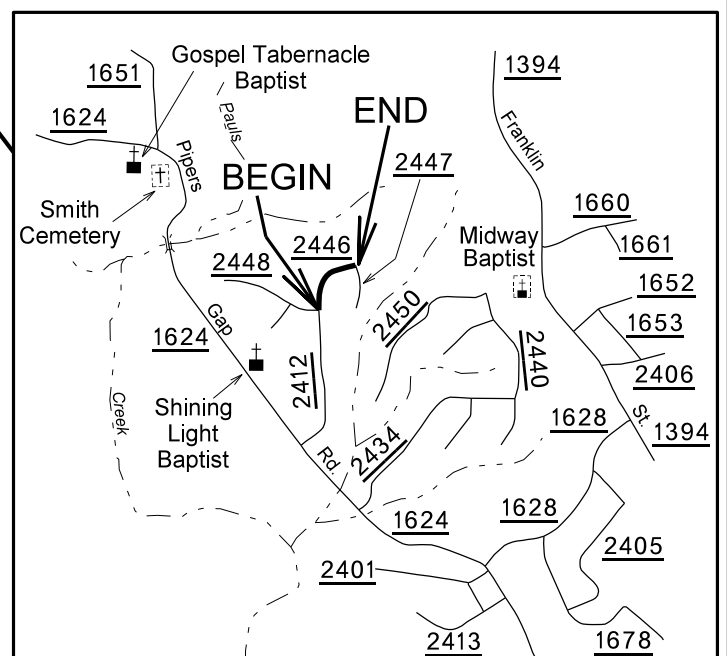 Gospel Tabernacle
Baptist
1651
1624
Pipers
Pauls
END
BEGIN
2447
1394
Franklin
Smith
Cemetery
2448
2446
Midway
Baptist
1660
1661
1652
1653
2406
Gap
1624
2450
2412
2440
Shining
Light
Baptist
Creek
Rd.
2434
1628
St.
1394
1624
1628
2405
2401
2413
1678